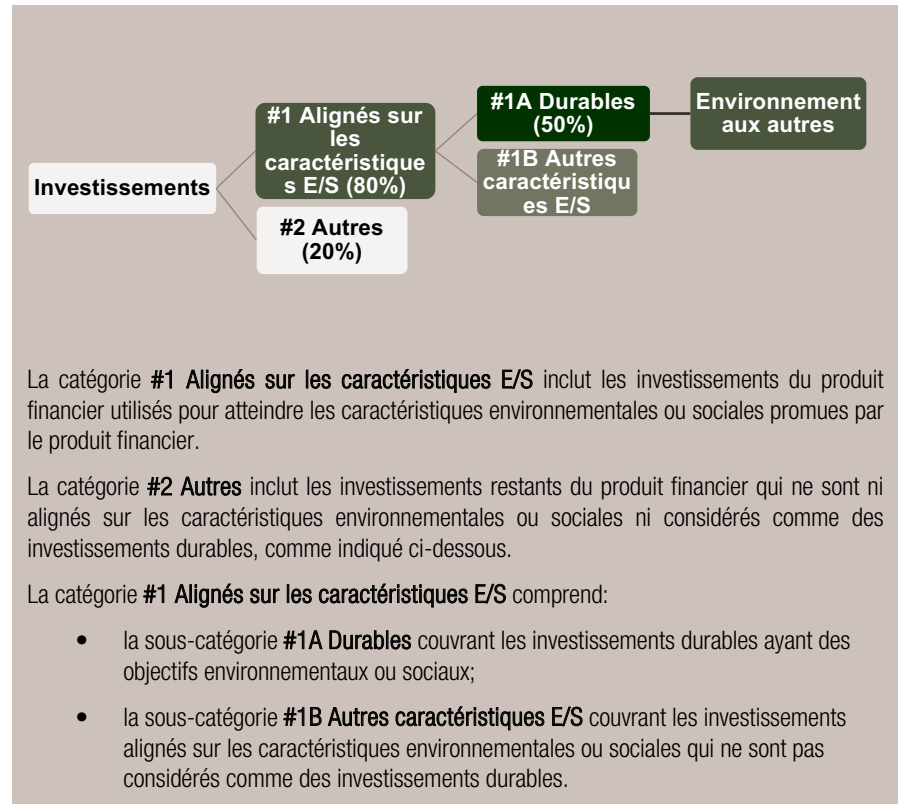 Investissements
#1 Alignés sur
les
caractéristique
s E/S (80%)
#2 Autres
(20%)
#1A Durables
(50%)
#1B Autres
caractéristiqu
es E/S
Environnement
aux autres
La catégorie #1 Alignés sur les caractéristiques E/S inclut les investissements du produit
financier utilisés pour atteindre les caractéristiques environnementales ou sociales promues par
le produit financier.
La catégorie #2 Autres inclut les investissements restants du produit financier qui ne sont ni
alignés sur les caractéristiques environnementales ou sociales ni considérés comme des
investissements durables, comme indiqué ci-dessous.
La catégorie #1 Alignés sur les caractéristiques E/S comprend:
• la sous-catégorie #1A Durables couvrant les investissements durables ayant des
objectifs environnementaux ou sociaux;
• la sous-catégorie #1B Autres caractéristiques E/S couvrant les investissements
alignés sur les caractéristiques environnementales ou sociales qui ne sont pas
considérés comme des investissements durables.